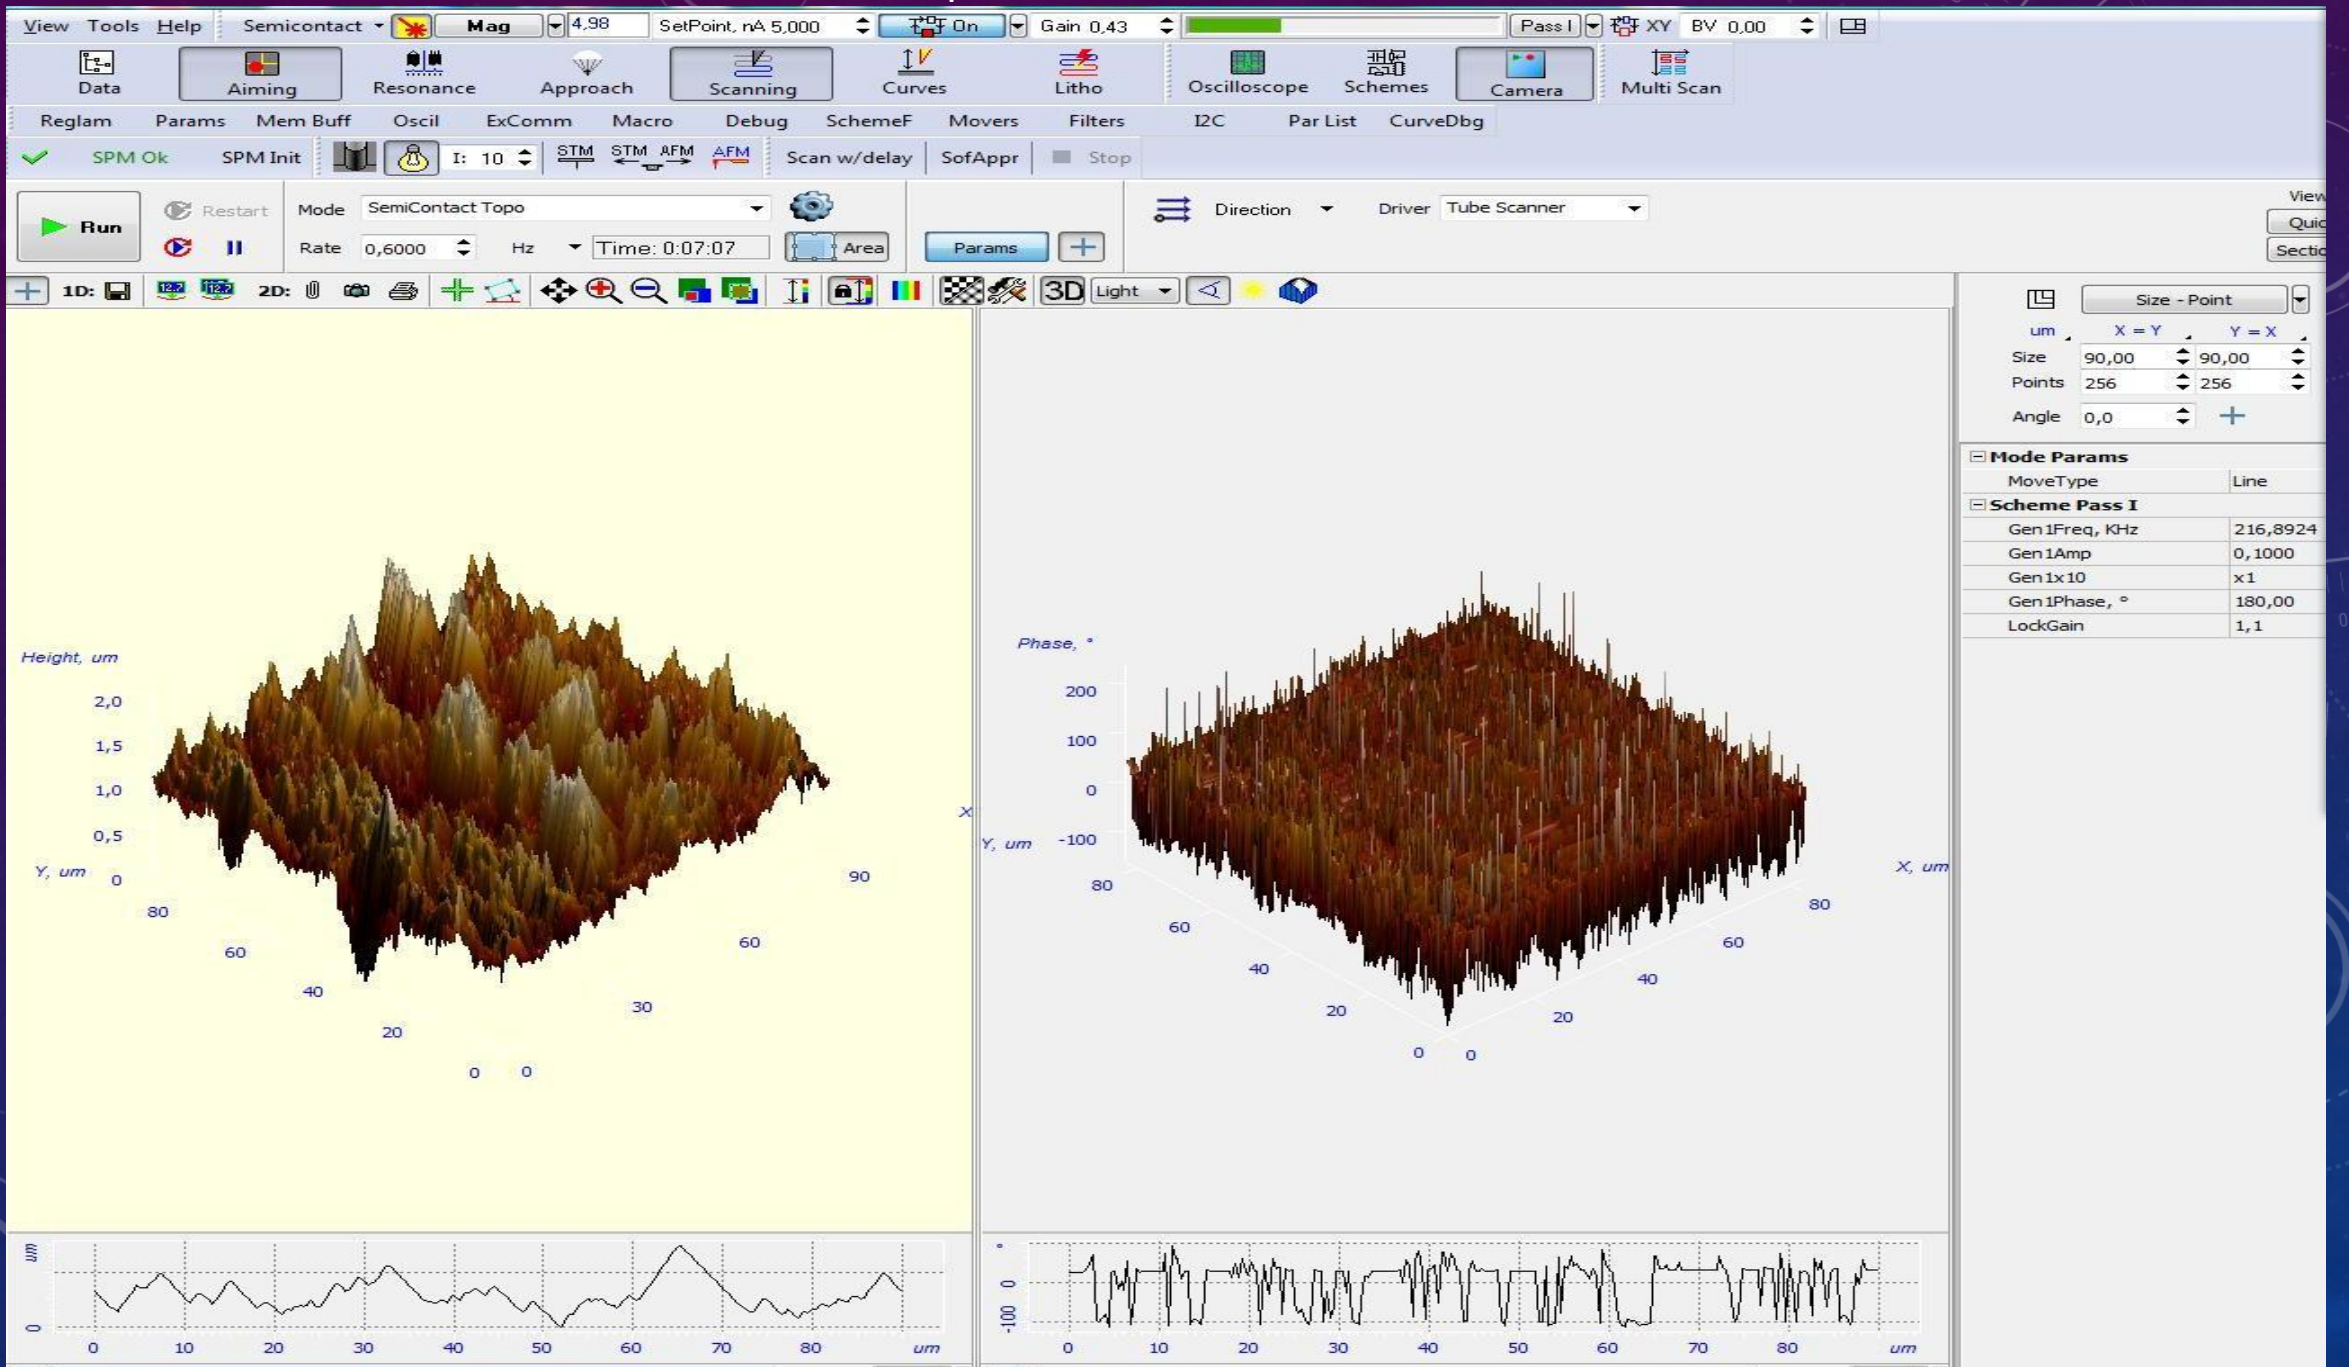 View Tools Help Semicontact Mag 4,98 SetPoint, nA 5,000 On Gain 0,43 Pass I XY BV 0,00
Data Aiming Resonance Approach Scanning Curves Litho Oscilloscope Schemes Camera Multi Scan
Reglam Params Mem Buff Oscil ExComm Macro Debug SchemeF Movers Filters I2C Par List CurveDbg
SPM Ok SPM Init I: 10 STM STM AFM AFM Scan w/delay SofAppr Stop
Run Restart Mode SemiContact Topo Direction Driver Tube Scanner View
Quic
Rate 0,6000 Hz Time: 0:07:07 Area Params Sectio
1D: 2D: 3D Light
Size - Point
um X = Y Y = X
Size 90,00 90,00
Points 256 256
Angle 0,0
Mode Params
MoveType Line
Scheme Pass I
Gen1Freq, KHz 216,8924
Gen1Amp 0,1000
Gen1x10 x1
Gen1Phase, ° 180,00
LockGain 1,1
Height, um
2,0
1,5
1,0
0,5
0
Y, um
80
60
40
20
0
0
30
60
90
X
Phase, °
200
100
0
-100
Y, um
80
60
40
20
0
0
20
40
60
80
X, um
um
0
0 10 20 30 40 50 60 70 80 um
°
0
-100
0 10 20 30 40 50 60 70 80 um